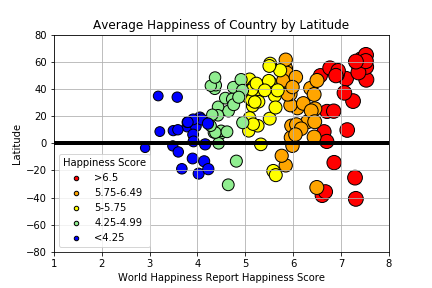 Average Happiness of Country by Latitude
80
60
40
20
0
−20
−40
−60
−80
Latitude
Happiness Score
>6.5
5.75-6.49
5-5.75
4.25-4.99
<4.25
1 2 3 4 5 6 7 8
World Happiness Report Happiness Score